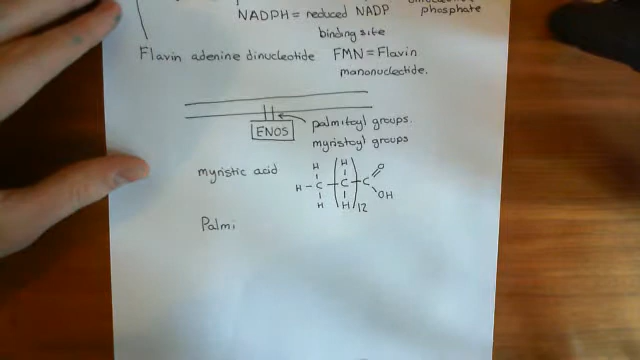 NADPH = reduced NADP phosphate
binding site
Flavin adenine dinucleotide FMN = Flavin
mononuclectide.
ENOS
palmitoyl groups.
myristoyl groups
myristic acid
H H O
H - C - C - C
H H 12 OH
Palmi